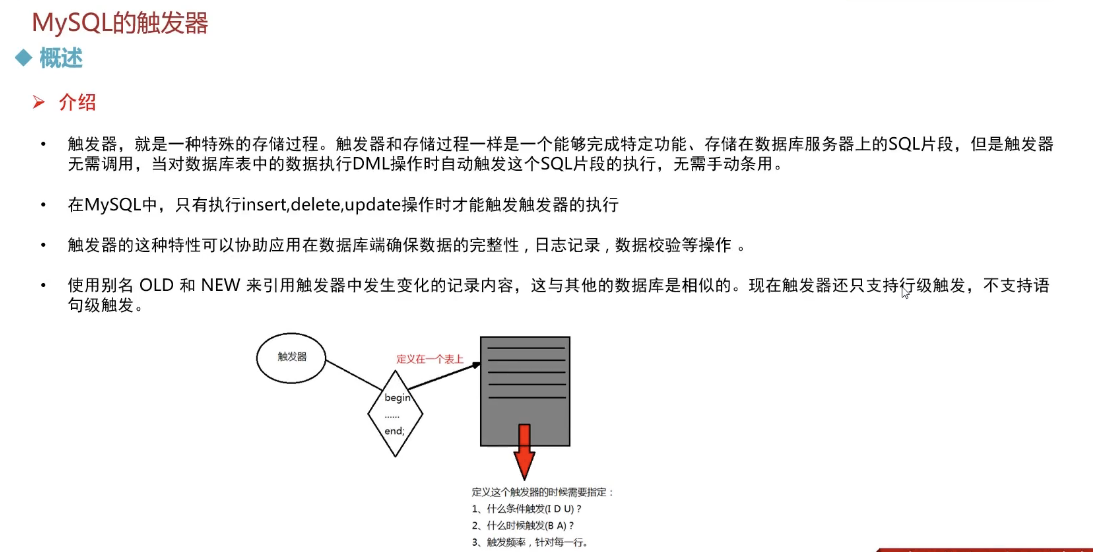 MySQL的触发器
◆ 概述
➢ 介绍
• 触发器，就是一种特殊的存储过程。触发器和存储过程一样是一个能够完成特定功能、存储在数据库服务器上的SQL片段，但是触发器
无需调用，当对数据库表中的数据执行DML操作时自动触发这个SQL片段的执行，无需手动条用。
• 在MySQL中，只有执行insert,delete,update操作时才能触发触发器的执行
• 触发器的这种特性可以协助应用在数据库端确保数据的完整性 , 日志记录 , 数据校验等操作 。
• 使用别名 OLD 和 NEW 来引用触发器中发生变化的记录内容，这与其他的数据库是相似的。现在触发器还只支持行级触发，不支持语
句级触发。
触发器
定义在一个表上
begin
......
end;
定义这个触发器的时候需要指定：
1、什么条件触发(I D U)？
2、什么时候触发(B A)？
3、触发频率，针对每一行。